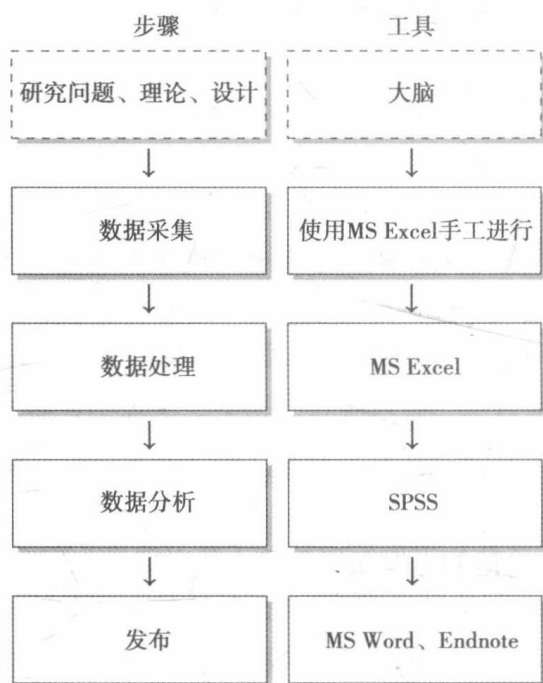 步骤 工具
研究问题、理论、设计 大脑
数据采集 使用MS Excel手工进行
数据处理 MS Excel
数据分析 SPSS
发布 MS Word、Endnote